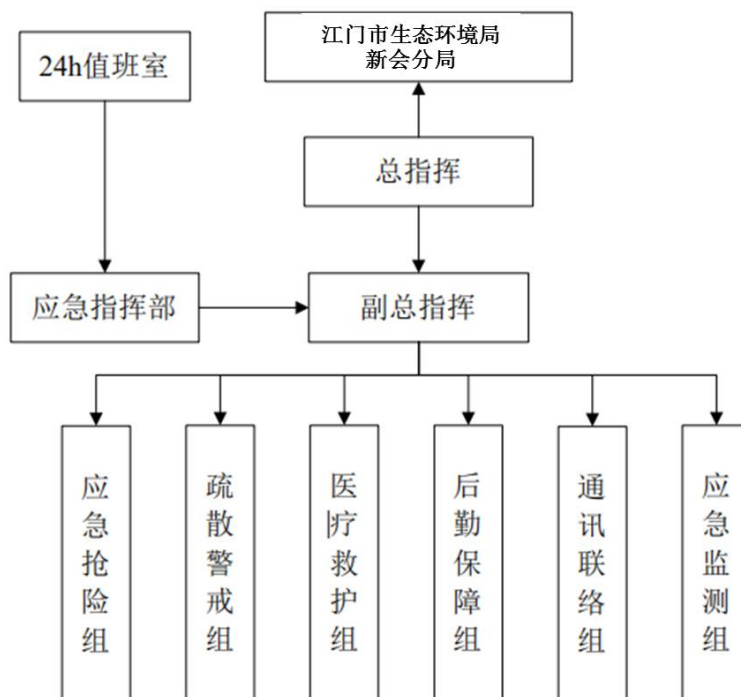 江门市生态环境局
新会分局
24h值班室
总指挥
应急指挥部
副总指挥
应急抢险组
疏散警戒组
医疗救护组
后勤保障组
通讯联络组
应急监测组